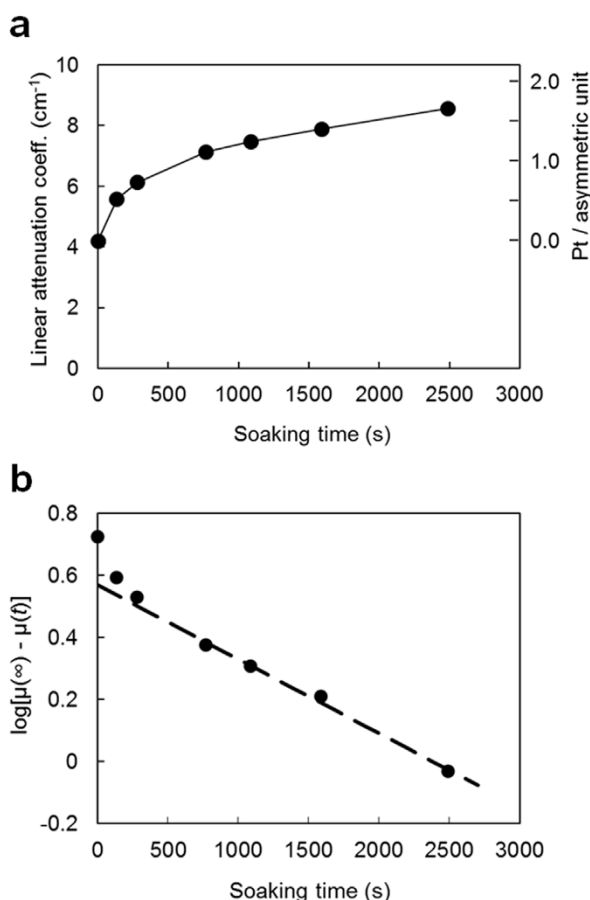 a
Linear attenuation coeff. (cm⁻¹)
10
8
6
4
2
0
2.0
1.0
0.0
Pt / asymmetric unit
0 500 1000 1500 2000 2500 3000
Soaking time (s)
b
log[μ(∞) - μ(t)]
0.8
0.6
0.4
0.2
0
-0.2
0 500 1000 1500 2000 2500 3000
Soaking time (s)